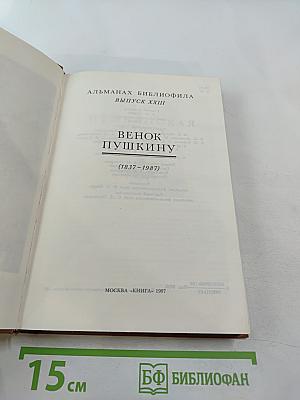 АЛЬМАНАХ БИБЛИОФИЛА
ВЫПУСК XXIII
ВЕНОК
ПУШКИНУ
(1837–1987)
МОСКВА «КНИГА» 1987
15 см
БФ БИБЛИОФАН